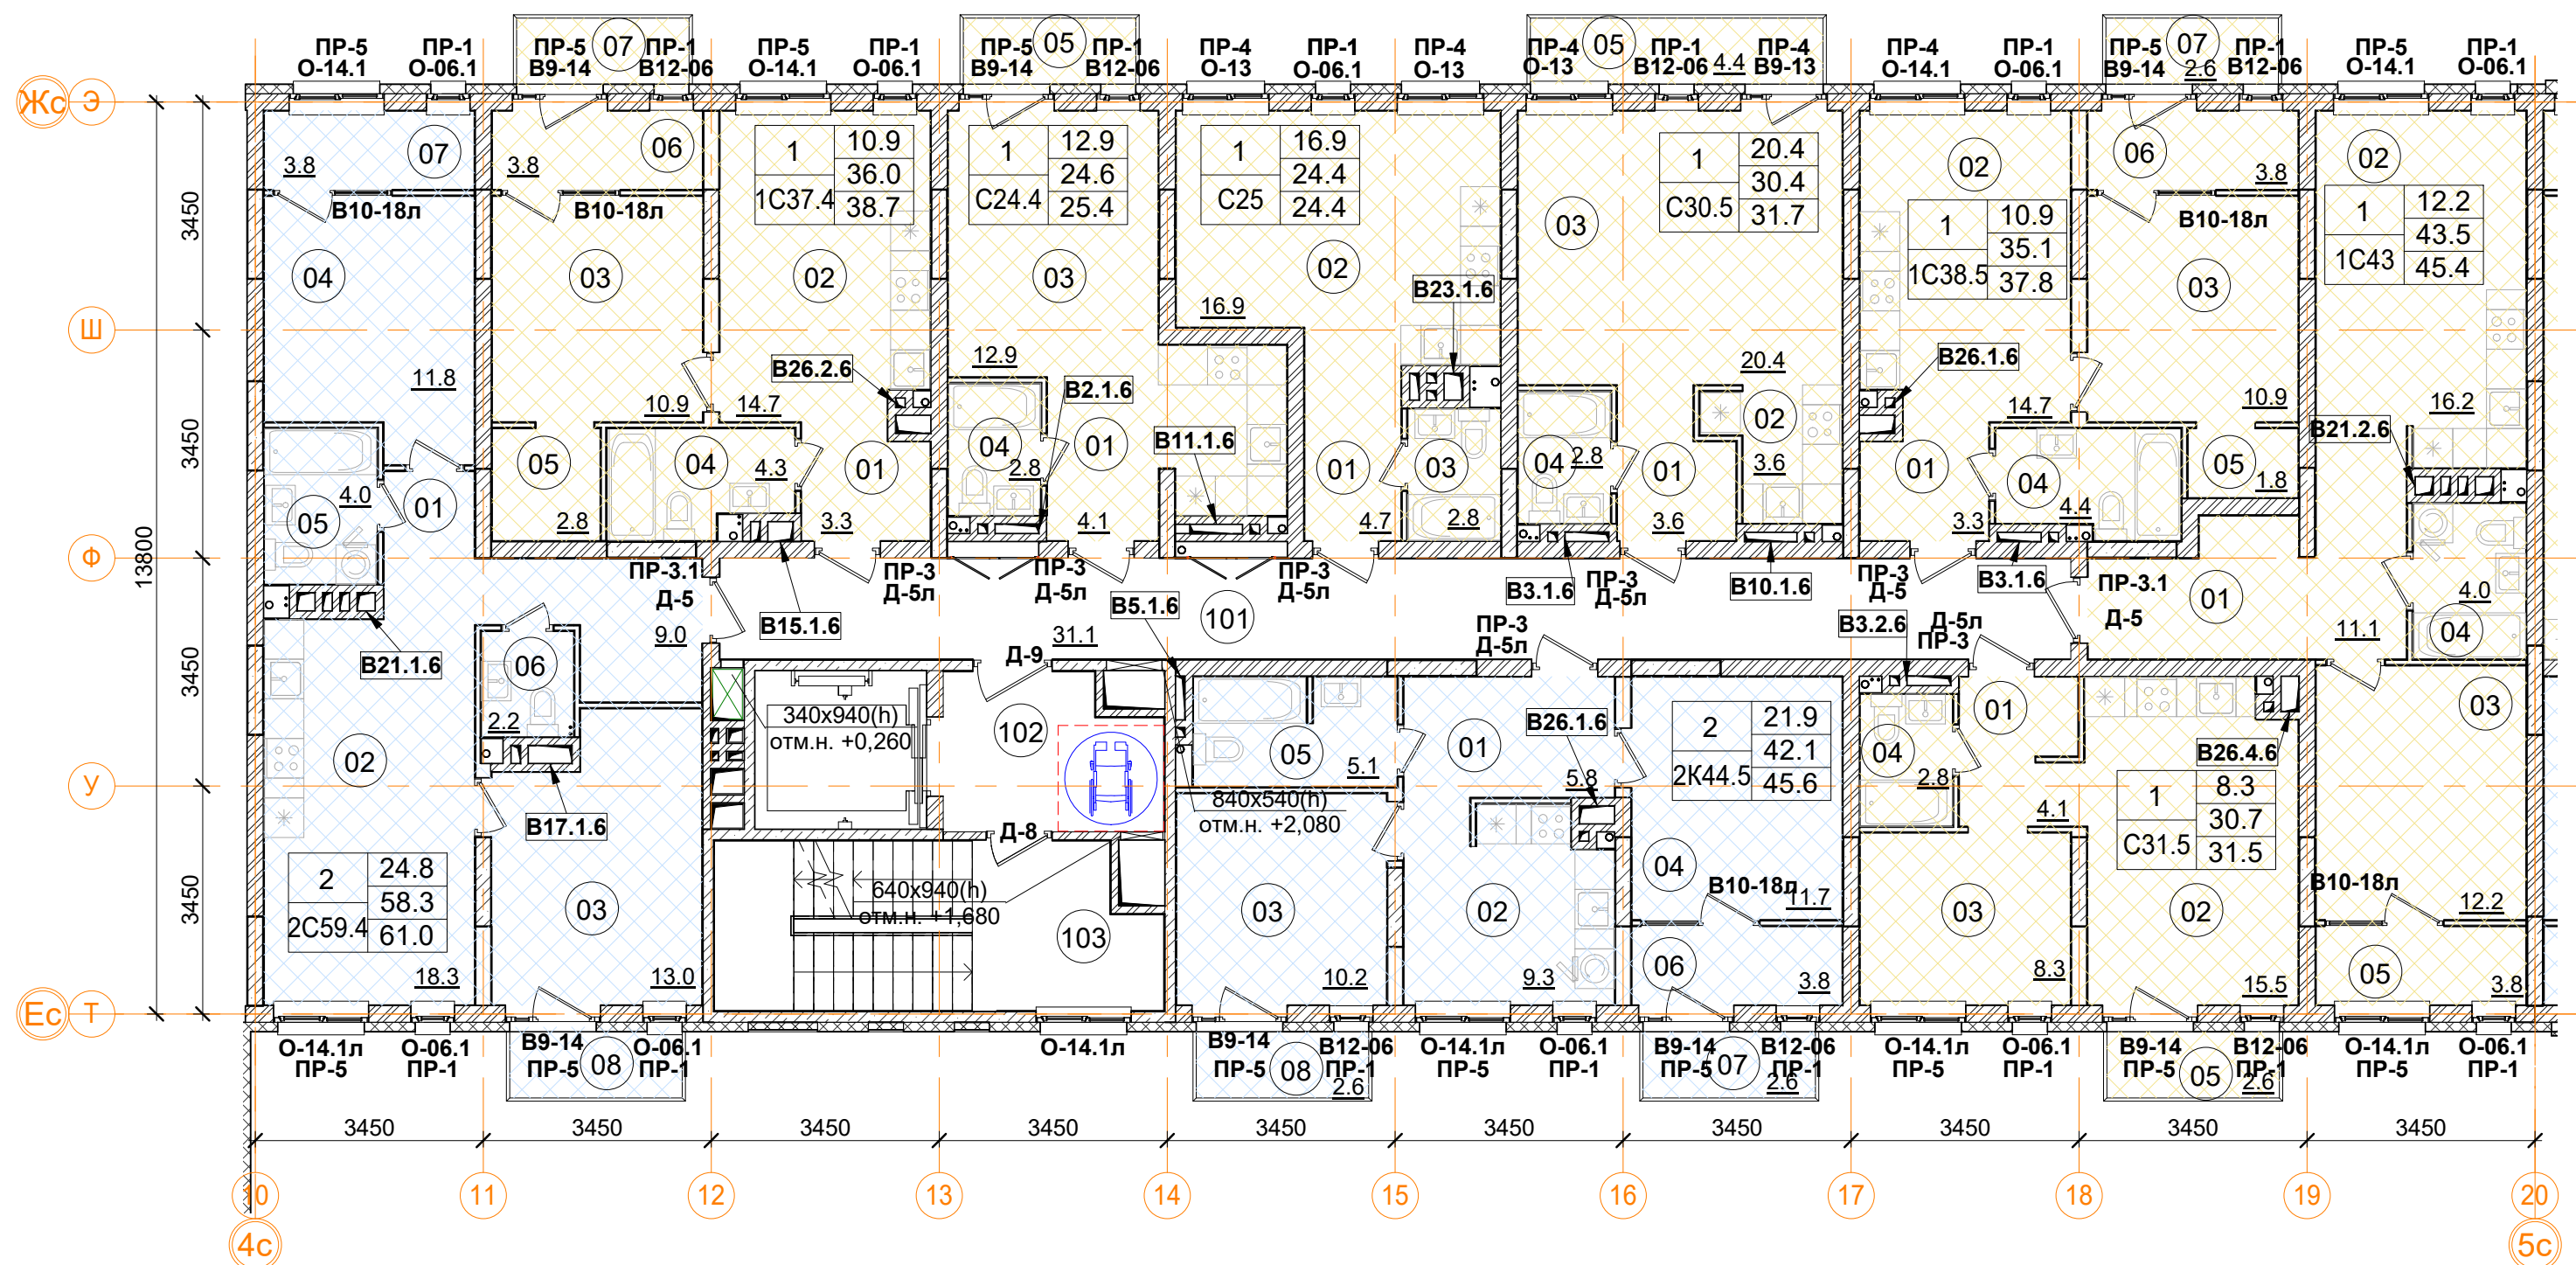 ПР-5 ПР-1 ПР-5 07 ПР-1 ПР-5 ПР-1 ПР-5 05 ПР-1 ПР-4 ПР-1 ПР-4 ПР-4 05 ПР-1 ПР-4 ПР-4 ПР-1 ПР-5 07 ПР-1 ПР-5 ПР-1
О-14.1 О-06.1 В9-14 В12-06 О-14.1 О-06.1 В9-14 В12-06 О-13 О-06.1 О-13 О-13 В12-06 4.4 В9-13 О-14.1 О-06.1 В9-14 2.6 В12-06 О-14.1 О-06.1
Жс Э
3.8 07 3.8 06
1 10.9
36.0
1С37.4 38.7
1 12.9
24.6
С24.4 25.4
1 16.9
24.4
С25 24.4
1 20.4
30.4
С30.5 31.7
02 06 3.8 02
В10-18л В10-18л В10-18л
1 10.9
35.1
1С38.5 37.8
1 12.2
43.5
1С43 45.4
3450
04 03 02 03 02 03 03
В23.1.6
16.9
Ш
12.9 20.4 В26.1.6
В26.2.6 В2.1.6
11.8 10.9 14.7 02 14.7 10.9 16.2
3450
В11.1.6 В21.2.6
05 04 4.3 01 04 2.8 01 01 03 04 2.8 01 3.6 01 04 05 1.8
4.0 01
05 2.8 3.3 4.1 4.7 2.8 3.6 3.3 4.4
13800
Ф
ПР-3.1 ПР-3 ПР-3 ПР-3 ПР-3 ПР-3 В3.1.6 ПР-3.1
Д-5 Д-5л Д-5л В5.1.6 Д-5л В3.1.6 Д-5л В10.1.6 Д-5 01 4.0
9.0 В15.1.6 31.1 101 ПР-3 В3.2.6 Д-5л Д-5 11.1 04
Д-9 Д-5л ПР-3
3450
В21.1.6 06
2.2
340х940(h)
отм.н. +0,260
102 В26.1.6
05 5.1 01 5.8
2 21.9
42.1
2К44.5 45.6
01 03
04 2.8 В26.4.6
02
У
840х540(h)
отм.н. +2,080
В17.1.6 Д-8 4.1
1 8.3
30.7
С31.5 31.5
2 24.8
58.3
2С59.4 61.0
3450
640х940(h)
отм.н. +1,680
04
В10-18л 11.7 В10-18л 12.2
03 103 03 02 03 02
18.3 13.0 10.2 9.3 06 3.8 8.3 15.5 05 3.8
Ес Т
О-14.1л О-06.1 В9-14 О-06.1 О-14.1л В9-14 В12-06 О-14.1л О-06.1 В9-14 В12-06 О-14.1л О-06.1 В9-14 В12-06 О-14.1л О-06.1
ПР-5 ПР-1 ПР-5 08 ПР-1 ПР-5 08 ПР-1 ПР-5 ПР-1 ПР-5 07 ПР-1 ПР-5 ПР-1 ПР-5 05 ПР-1 ПР-5 ПР-1
2.6 2.6 2.6
3450 3450 3450 3450 3450 3450 3450 3450 3450 3450
10 11 12 13 14 15 16 17 18 19 20
4с 5с